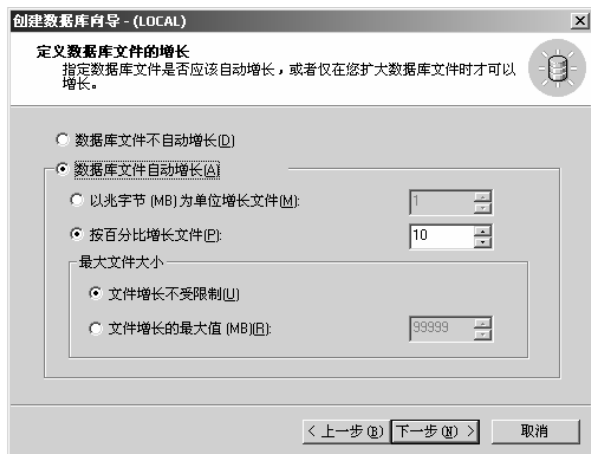 创建数据库向导 - (LOCAL)
定义数据库文件的增长
指定数据库文件是否应该自动增长，或者仅在您扩大数据库文件时才可以
增长。
数据库文件不自动增长(D)
数据库文件自动增长(A)
以兆字节 (MB) 为单位增长文件(M): 1
按百分比增长文件(P): 10
最大文件大小
文件增长不受限制(U)
文件增长的最大值 (MB)(R): 99999
< 上一步(B) 下一步(N) > 取消